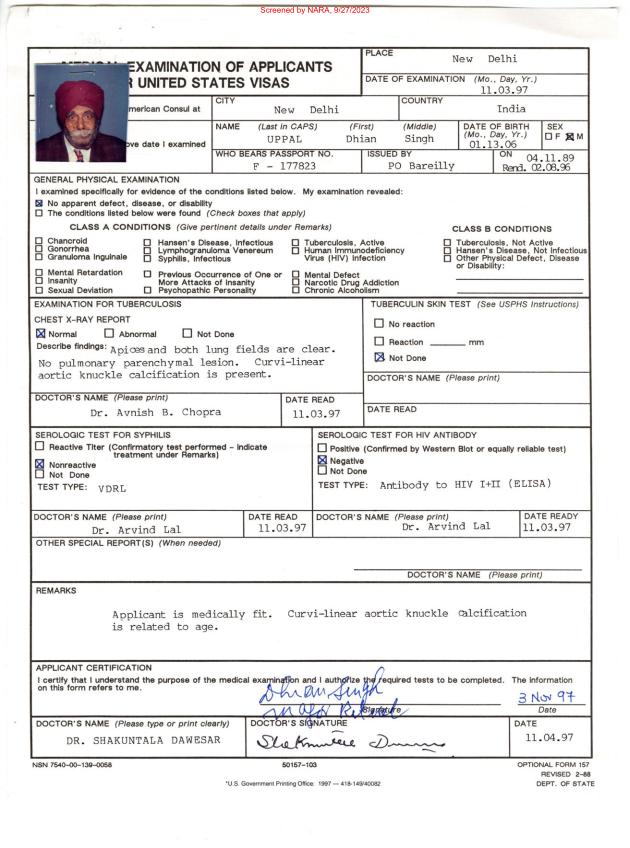 Screened by NARA, 9/27/2023
EXAMINATION OF APPLICANTS
UNITED STATES VISAS
PLACE
New Delhi
DATE OF EXAMINATION (Mo., Day, Yr.)
11.03.97
merican Consul at
CITY
New Delhi
COUNTRY
India
ove date I examined
NAME (Last in CAPS) (First) (Middle)
UPPAL Dhian Singh
DATE OF BIRTH
(Mo., Day, Yr.)
01.13.06
SEX
F M
WHO BEARS PASSPORT NO.
F - 177823
ISSUED BY
PO Bareilly
ON 04.11.89
Rend. 02.08.96
GENERAL PHYSICAL EXAMINATION
I examined specifically for evidence of the conditions listed below. My examination revealed:
No apparent defect, disease, or disability
The conditions listed below were found (Check boxes that apply)
CLASS A CONDITIONS (Give pertinent details under Remarks)
Chancroid
Gonorrhea
Granuloma Inguinale
Hansen's Disease, Infectious
Lymphogranuloma Venereum
Syphilis, Infectious
Tuberculosis, Active
Human Immunodeficiency
Virus (HIV) Infection
Mental Retardation
Insanity
Sexual Deviation
Previous Occurrence of One or
More Attacks of Insanity
Psychopathic Personality
Mental Defect
Narcotic Drug Addiction
Chronic Alcoholism
CLASS B CONDITIONS
Tuberculosis, Not Active
Hansen's Disease, Not Infectious
Other Physical Defect, Disease
or Disability:
EXAMINATION FOR TUBERCULOSIS
CHEST X-RAY REPORT
Normal Abnormal Not Done
Describe findings: Apices and both lung fields are clear.
No pulmonary parenchymal lesion. Curvi-linear
aortic knuckle calcification is present.
DOCTOR'S NAME (Please print)
Dr. Avnish B. Chopra
DATE READ
11.03.97
TUBERCULIN SKIN TEST (See USPHS Instructions)
No reaction
Reaction mm
Not Done
DOCTOR'S NAME (Please print)
DATE READ
SEROLOGIC TEST FOR SYPHILIS
Reactive Titer (Confirmatory test performed – indicate
treatment under Remarks)
Nonreactive
Not Done
TEST TYPE: VDRL
DOCTOR'S NAME (Please print)
Dr. Arvind Lal
DATE READ
11.03.97
SEROLOGIC TEST FOR HIV ANTIBODY
Positive (Confirmed by Western Blot or equally reliable test)
Negative
Not Done
TEST TYPE: Antibody to HIV I+II (ELISA)
DOCTOR'S NAME (Please print)
Dr. Arvind Lal
DATE READY
11.03.97
OTHER SPECIAL REPORT(S) (When needed)
DOCTOR'S NAME (Please print)
REMARKS
Applicant is medically fit. Curvi-linear aortic knuckle calcification
is related to age.
APPLICANT CERTIFICATION
I certify that I understand the purpose of the medical examination and I authorize the required tests to be completed. The information
on this form refers to me.
Dhian Singh
Signature
3 Nov 97
Date
DOCTOR'S NAME (Please type or print clearly)
DR. SHAKUNTALA DAWESAR
DOCTOR'S SIGNATURE
DATE
11.04.97
NSN 7540-00-139-0058
50157-103
OPTIONAL FORM 157
REVISED 2-88
DEPT. OF STATE
*U.S. Government Printing Office: 1997 — 418-149/40082